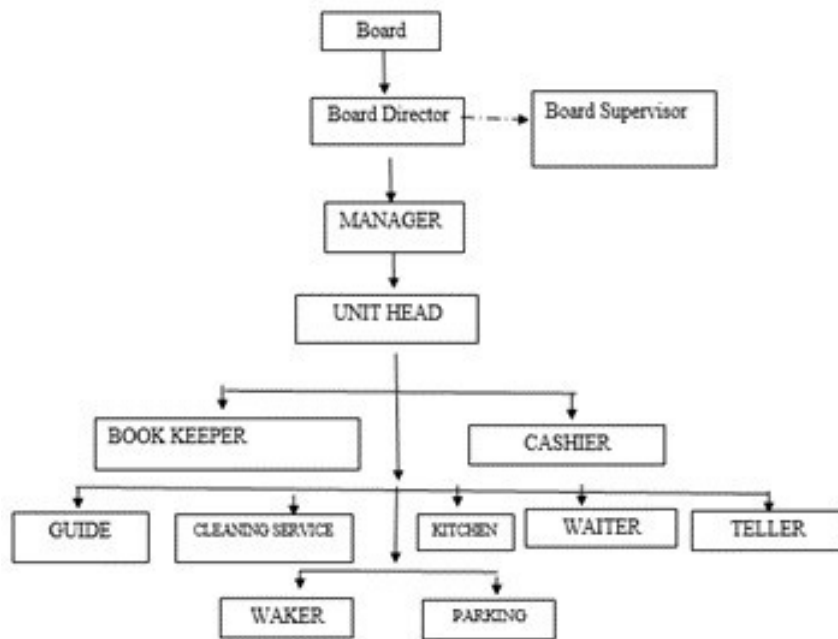 Board
Board Director
Board Supervisor
MANAGER
UNIT HEAD
BOOK KEEPER
CASHIER
GUIDE
CLEANING SERVICE
KITCHEN
WAITER
TELLER
WAKER
PARKING